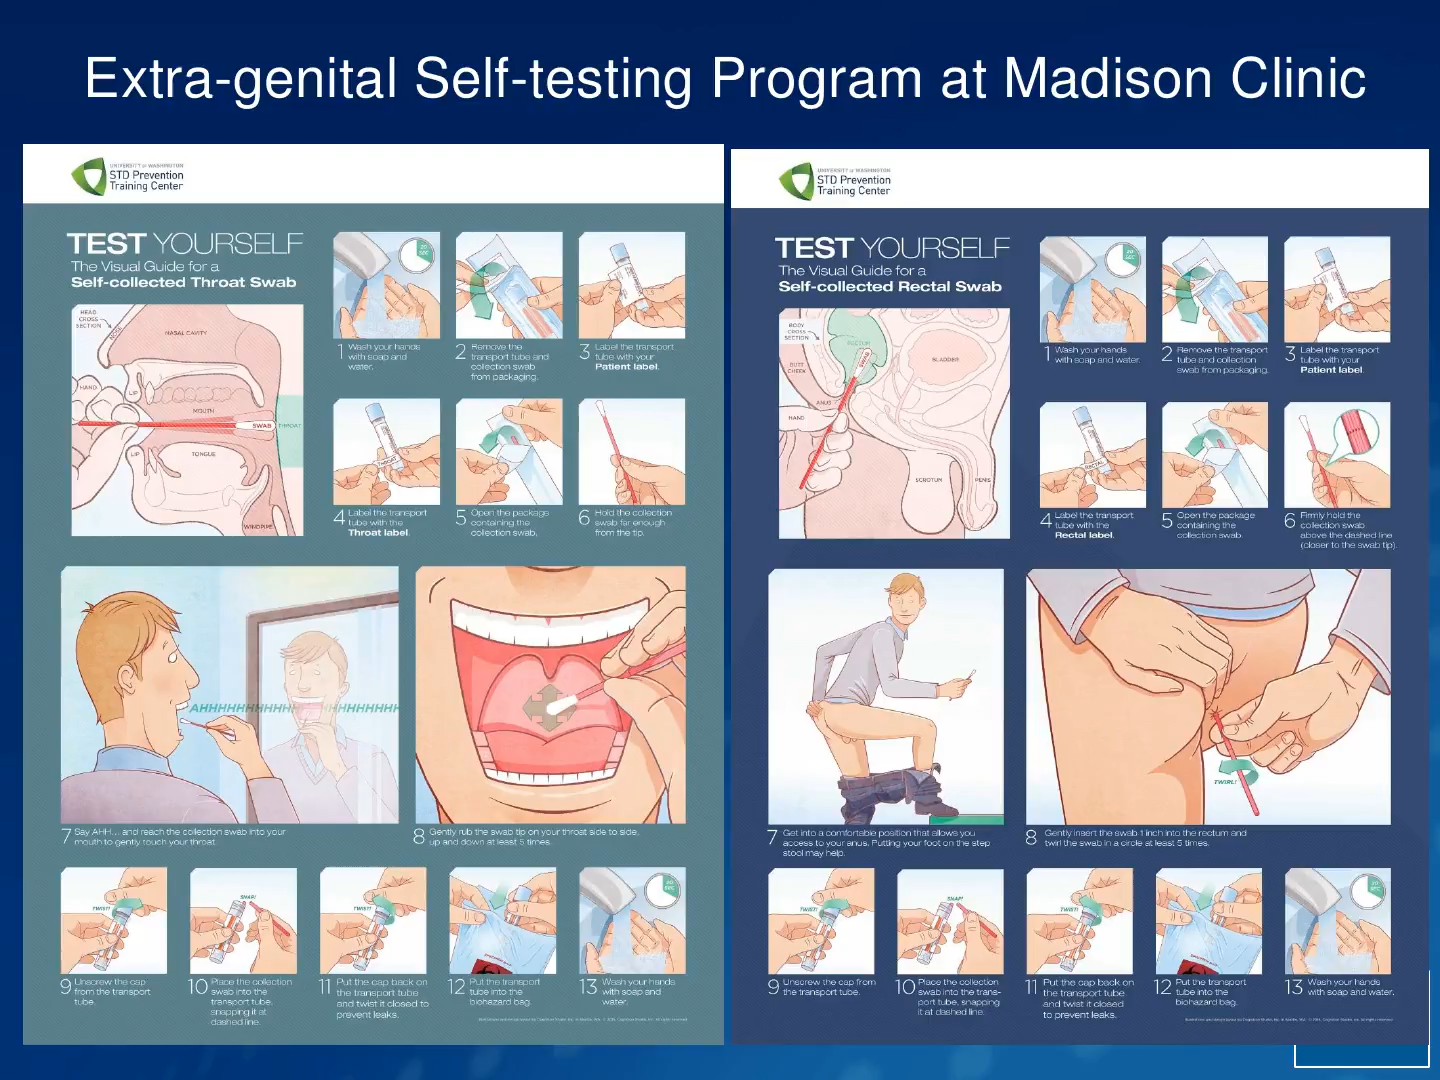 Extra-genital Self-testing Program at Madison Clinic
UNIVERSITY of WASHINGTON
STD Prevention
Training Center
TEST YOURSELF
The Visual Guide for a
Self-collected Throat Swab
HEAD
CROSS
SECTION
NASAL CAVITY
HAND
LIP
MOUTH
SWAB
THROAT
LIP
TONGUE
WINDPIPE
20
SEC
1 Wash your hands
with soap and
water.
2 Remove the
transport tube and
collection swab
from packaging.
3 Label the transport
tube with your
Patient label.
THROAT
4 Label the transport
tube with the
Throat label.
5 Open the package
containing the
collection swab.
6 Hold the collection
swab far enough
from the tip.
AHHHHHHHHHHHHHHHHHHHH
7 Say AHH... and reach the collection swab into your
mouth to gently touch your throat.
8 Gently rub the swab tip on your throat side to side,
up and down at least 5 times.
TWIST!
9 Unscrew the cap
from the transport
tube.
SNAP!
10 Place the collection
swab into the
transport tube,
snapping it at
dashed line.
TWIST!
11 Put the cap back on
the transport tube
and twist it closed to
prevent leaks.
12 Put the transport
tube into the
biohazard bag.
20
SEC
13 Wash your hands
with soap and
water.
UNIVERSITY of WASHINGTON
STD Prevention
Training Center
TEST YOURSELF
The Visual Guide for a
Self-collected Rectal Swab
BODY
CROSS
SECTION
RECTUM
SWAB
BLADDER
BUTT
CHEEK
ANUS
HAND
SCROTUM
PENIS
20
SEC
1 Wash your hands
with soap and water.
2 Remove the transport
tube and collection
swab from packaging.
3 Label the transport
tube with your
Patient label.
RECTAL
4 Label the transport
tube with the
Rectal label.
5 Open the package
containing the
collection swab.
6 Firmly hold the
collection swab
above the dashed line
(closer to the swab tip).
7 Get into a comfortable position that allows you
access to your anus. Putting your foot on the step
stool may help.
TWIRL!
8 Gently insert the swab 1 inch into the rectum and
twirl the swab in a circle at least 5 times.
TWIST!
9 Unscrew the cap from
the transport tube.
SNAP!
10 Place the collection
swab into the trans-
port tube, snapping
it at dashed line.
TWIST!
11 Put the cap back on
the transport tube
and twist it closed
to prevent leaks.
12 Put the transport
tube into the
biohazard bag.
20
SEC
13 Wash your hands
with soap and water.